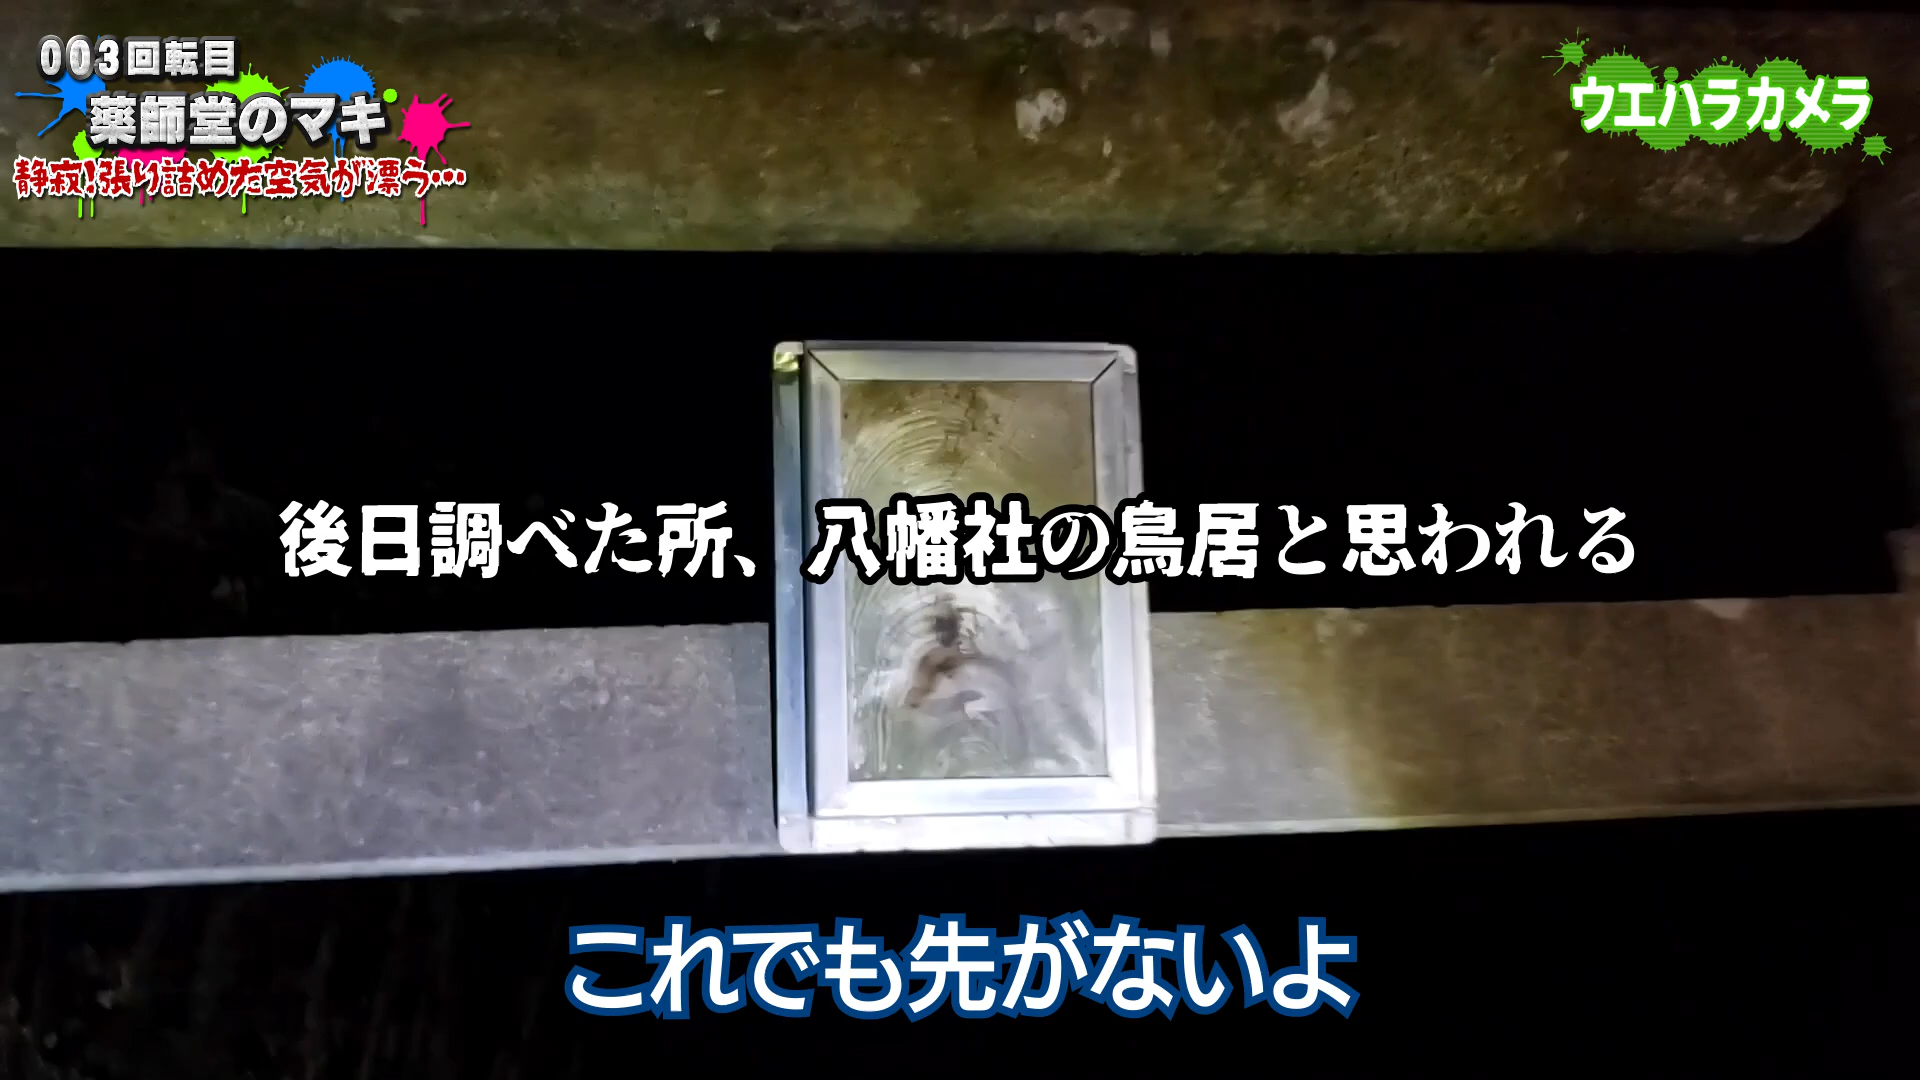 003回転目
薬師堂のマキ
静寂!張り詰めた空気が漂う…
ウエハラカメラ
後日調べた所、八幡社の鳥居と思われる
これでも先がないよ